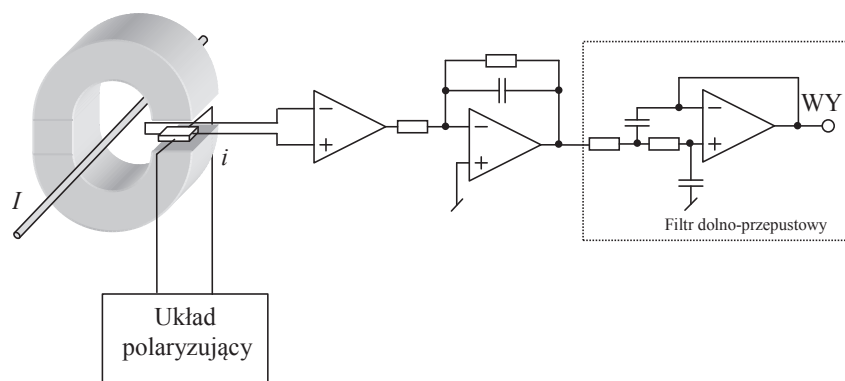 WY
i
I
Filtr dolno-przepustowy
Układ
polaryzujący